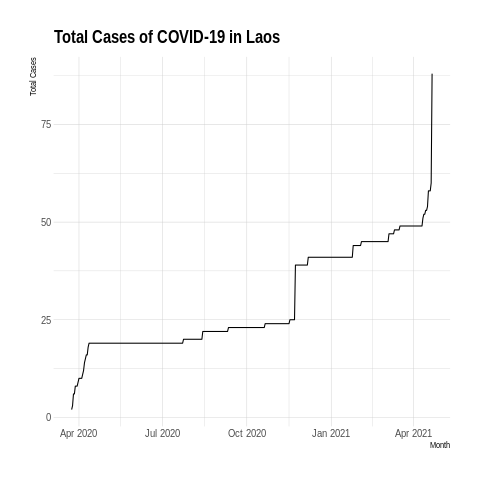 Total Cases of COVID-19 in Laos
Total Cases
75
50
25
0
Apr 2020 Jul 2020 Oct 2020 Jan 2021 Apr 2021
Month